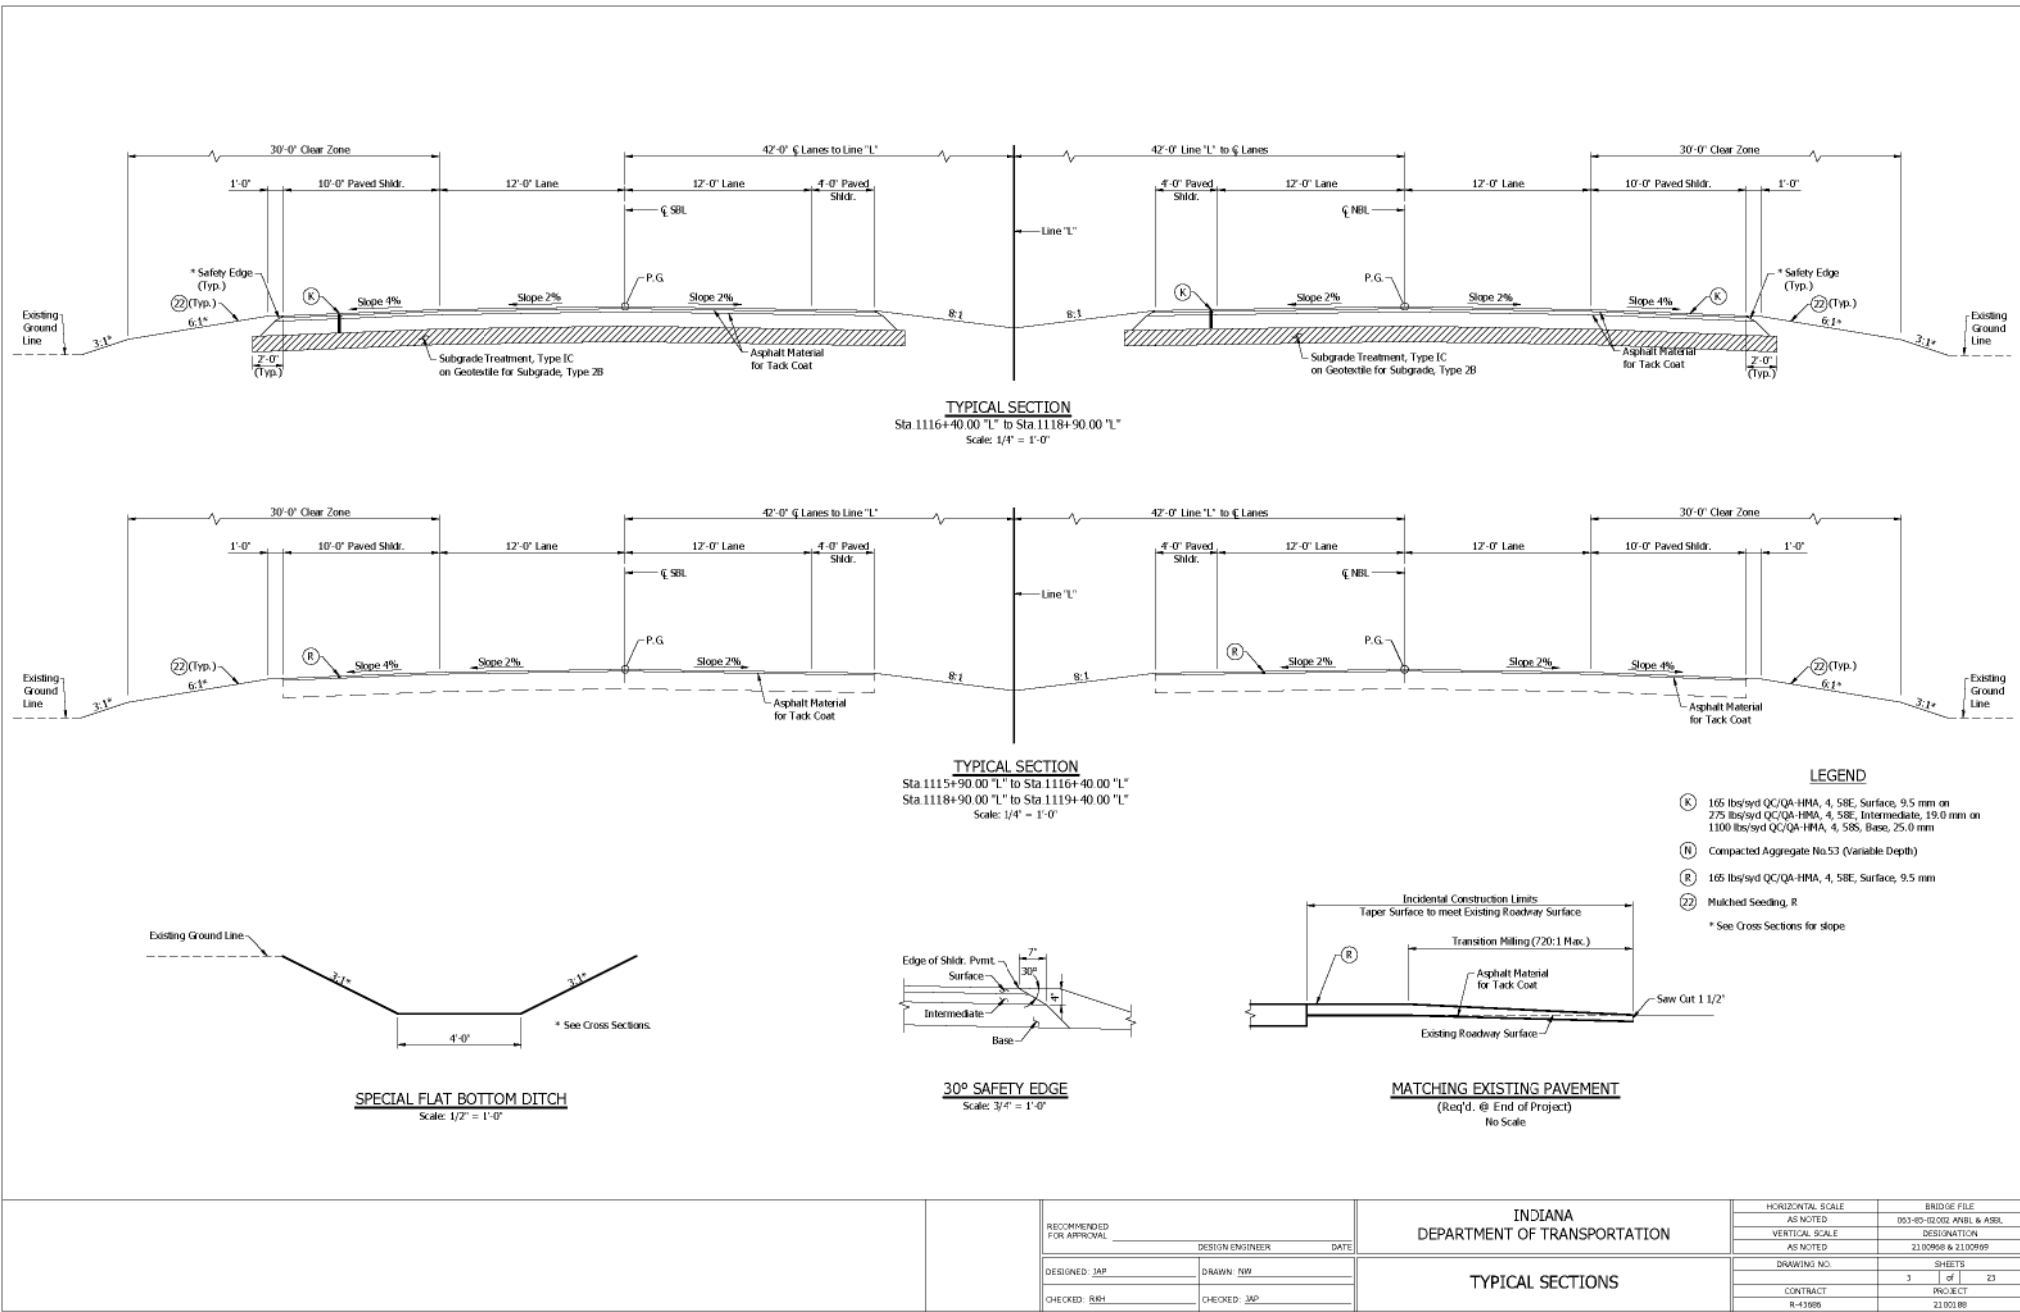 30'-0" Clear Zone
42'-0" ℄ Lanes to Line "L"
42'-0" Line "L" to ℄ Lanes
30'-0" Clear Zone
1'-0"
10'-0" Paved Shldr.
12'-0" Lane
12'-0" Lane
4'-0" Paved
Shldr.
4'-0" Paved
Shldr.
12'-0" Lane
12'-0" Lane
10'-0" Paved Shldr.
1'-0"
℄ SBL
℄ NBL
Line "L"
* Safety Edge
(Typ.)
22 (Typ.)
K
Slope 4%
Slope 2%
P.G.
Slope 2%
K
Slope 2%
P.G.
Slope 2%
Slope 4%
K
* Safety Edge
(Typ.)
22 (Typ.)
Existing
Ground
Line
3:1*
6:1*
8:1
8:1
6:1*
3:1*
Existing
Ground
Line
2'-0"
(Typ.)
Subgrade Treatment, Type IC
on Geotextile for Subgrade, Type 2B
Asphalt Material
for Tack Coat
Subgrade Treatment, Type IC
on Geotextile for Subgrade, Type 2B
Asphalt Material
for Tack Coat
2'-0"
(Typ.)
TYPICAL SECTION
Sta.1116+40.00 "L" to Sta.1118+90.00 "L"
Scale: 1/4" = 1'-0"
30'-0" Clear Zone
42'-0" ℄ Lanes to Line "L"
42'-0" Line "L" to ℄ Lanes
30'-0" Clear Zone
1'-0"
10'-0" Paved Shldr.
12'-0" Lane
12'-0" Lane
4'-0" Paved
Shldr.
4'-0" Paved
Shldr.
12'-0" Lane
12'-0" Lane
10'-0" Paved Shldr.
1'-0"
℄ SBL
℄ NBL
Line "L"
22 (Typ.)
R
Slope 4%
Slope 2%
P.G.
Slope 2%
R
Slope 2%
P.G.
Slope 2%
Slope 4%
22 (Typ.)
Existing
Ground
Line
3:1*
6:1*
8:1
8:1
6:1*
3:1*
Existing
Ground
Line
Asphalt Material
for Tack Coat
Asphalt Material
for Tack Coat
TYPICAL SECTION
Sta.1115+90.00 "L" to Sta.1116+40.00 "L"
Sta.1118+90.00 "L" to Sta.1119+40.00 "L"
Scale: 1/4" = 1'-0"
LEGEND
K 165 lbs/syd QC/QA-HMA, 4, 58E, Surface, 9.5 mm on
275 lbs/syd QC/QA-HMA, 4, 58E, Intermediate, 19.0 mm on
1100 lbs/syd QC/QA-HMA, 4, 58S, Base, 25.0 mm
N Compacted Aggregate No.53 (Variable Depth)
R 165 lbs/syd QC/QA-HMA, 4, 58E, Surface, 9.5 mm
22 Mulched Seeding, R
* See Cross Sections for slope
Existing Ground Line
3:1*
3:1*
4'-0"
* See Cross Sections.
SPECIAL FLAT BOTTOM DITCH
Scale: 1/2" = 1'-0"
Edge of Shldr. Pvmt.
Surface
Intermediate
Base
7"
30°
4"
30º SAFETY EDGE
Scale: 3/4" = 1'-0"
Incidental Construction Limits
Taper Surface to meet Existing Roadway Surface
Transition Milling (720:1 Max.)
R
Asphalt Material
for Tack Coat
Saw Cut 1 1/2"
Existing Roadway Surface
MATCHING EXISTING PAVEMENT
(Req'd. @ End of Project)
No Scale
RECOMMENDED
FOR APPROVAL
DESIGN ENGINEER DATE
DESIGNED: JAP
DRAWN: NW
CHECKED: RKH
CHECKED: JAP
INDIANA
DEPARTMENT OF TRANSPORTATION
TYPICAL SECTIONS
HORIZONTAL SCALE
AS NOTED
VERTICAL SCALE
AS NOTED
DRAWING NO.
CONTRACT
R-43686
BRIDGE FILE
063-85-02002 ANBL & ASBL
DESIGNATION
2100968 & 2100969
SHEETS
3 of 23
PROJECT
2100188